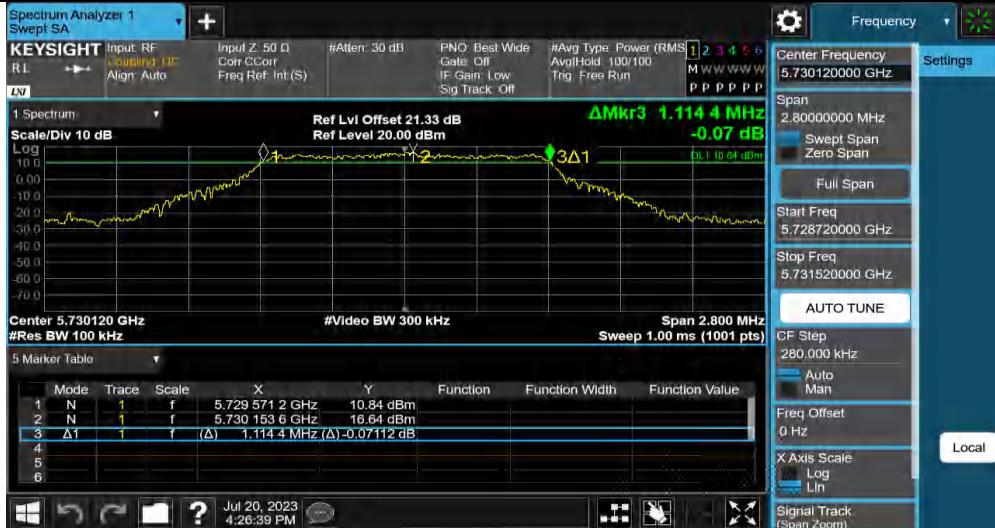 Spectrum Analyzer 1
Swept SA
+
Frequency
KEYSIGHT
RL
LXI
Input: RF
Coupling: DC
Align: Auto
Input Z: 50 Ω
Corr CCorr
Freq Ref: Int (S)
#Atten: 30 dB
PNO: Best Wide
Gate: Off
IF Gain: Low
Sig Track: Off
#Avg Type: Power (RMS
Avg|Hold: 100/100
Trig: Free Run
1 2 3 4 5 6
M W W W W W
P P P P P P
1 Spectrum
Scale/Div 10 dB
Ref Lvl Offset 21.33 dB
Ref Level 20.00 dBm
ΔMkr3 1.114 4 MHz
-0.07 dB
Log
10.0
0.00
-10.0
-20.0
-30.0
-40.0
-50.0
-60.0
-70.0
1
2
3Δ1
DL1 10.64 dBm
Center 5.730120 GHz
#Res BW 100 kHz
#Video BW 300 kHz
Span 2.800 MHz
Sweep 1.00 ms (1001 pts)
5 Marker Table
Mode Trace Scale X Y Function Function Width Function Value
1 N 1 f 5.729 571 2 GHz 10.84 dBm
2 N 1 f 5.730 153 6 GHz 16.64 dBm
3 Δ1 1 f (Δ) 1.114 4 MHz (Δ) -0.07112 dB
4
5
6
?
Jul 20, 2023
4:26:39 PM
Center Frequency
5.730120000 GHz
Span
2.80000000 MHz
Swept Span
Zero Span
Full Span
Start Freq
5.728720000 GHz
Stop Freq
5.731520000 GHz
AUTO TUNE
CF Step
280.000 kHz
Auto
Man
Freq Offset
0 Hz
X Axis Scale
Log
Lin
Signal Track
(Span Zoom)
Settings
Local